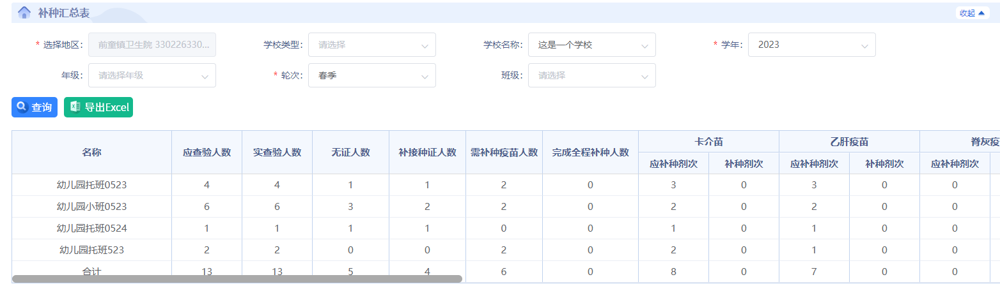 补种汇总表 收起
* 选择地区： 前童镇卫生院 330226330... 学校类型： 请选择 学校名称： 这是一个学校 * 学年： 2023
年级： 请选择年级 * 轮次： 春季 班级： 请选择
查询 导出Excel
名称 应查验人数 实查验人数 无证人数 补接种证人数 需补种疫苗人数 完成全程补种人数 卡介苗 乙肝疫苗 脊灰疫
应补种剂次 补种剂次 应补种剂次 补种剂次 应补种剂次
幼儿园托班0523 4 4 1 1 2 0 3 0 3 0 0
幼儿园小班0523 6 6 3 2 2 0 2 0 2 0 0
幼儿园托班0524 1 1 1 1 0 0 1 0 1 0 0
幼儿园托班523 2 2 0 0 2 0 2 0 1 0 0
合计 13 13 5 4 6 0 8 0 7 0 0